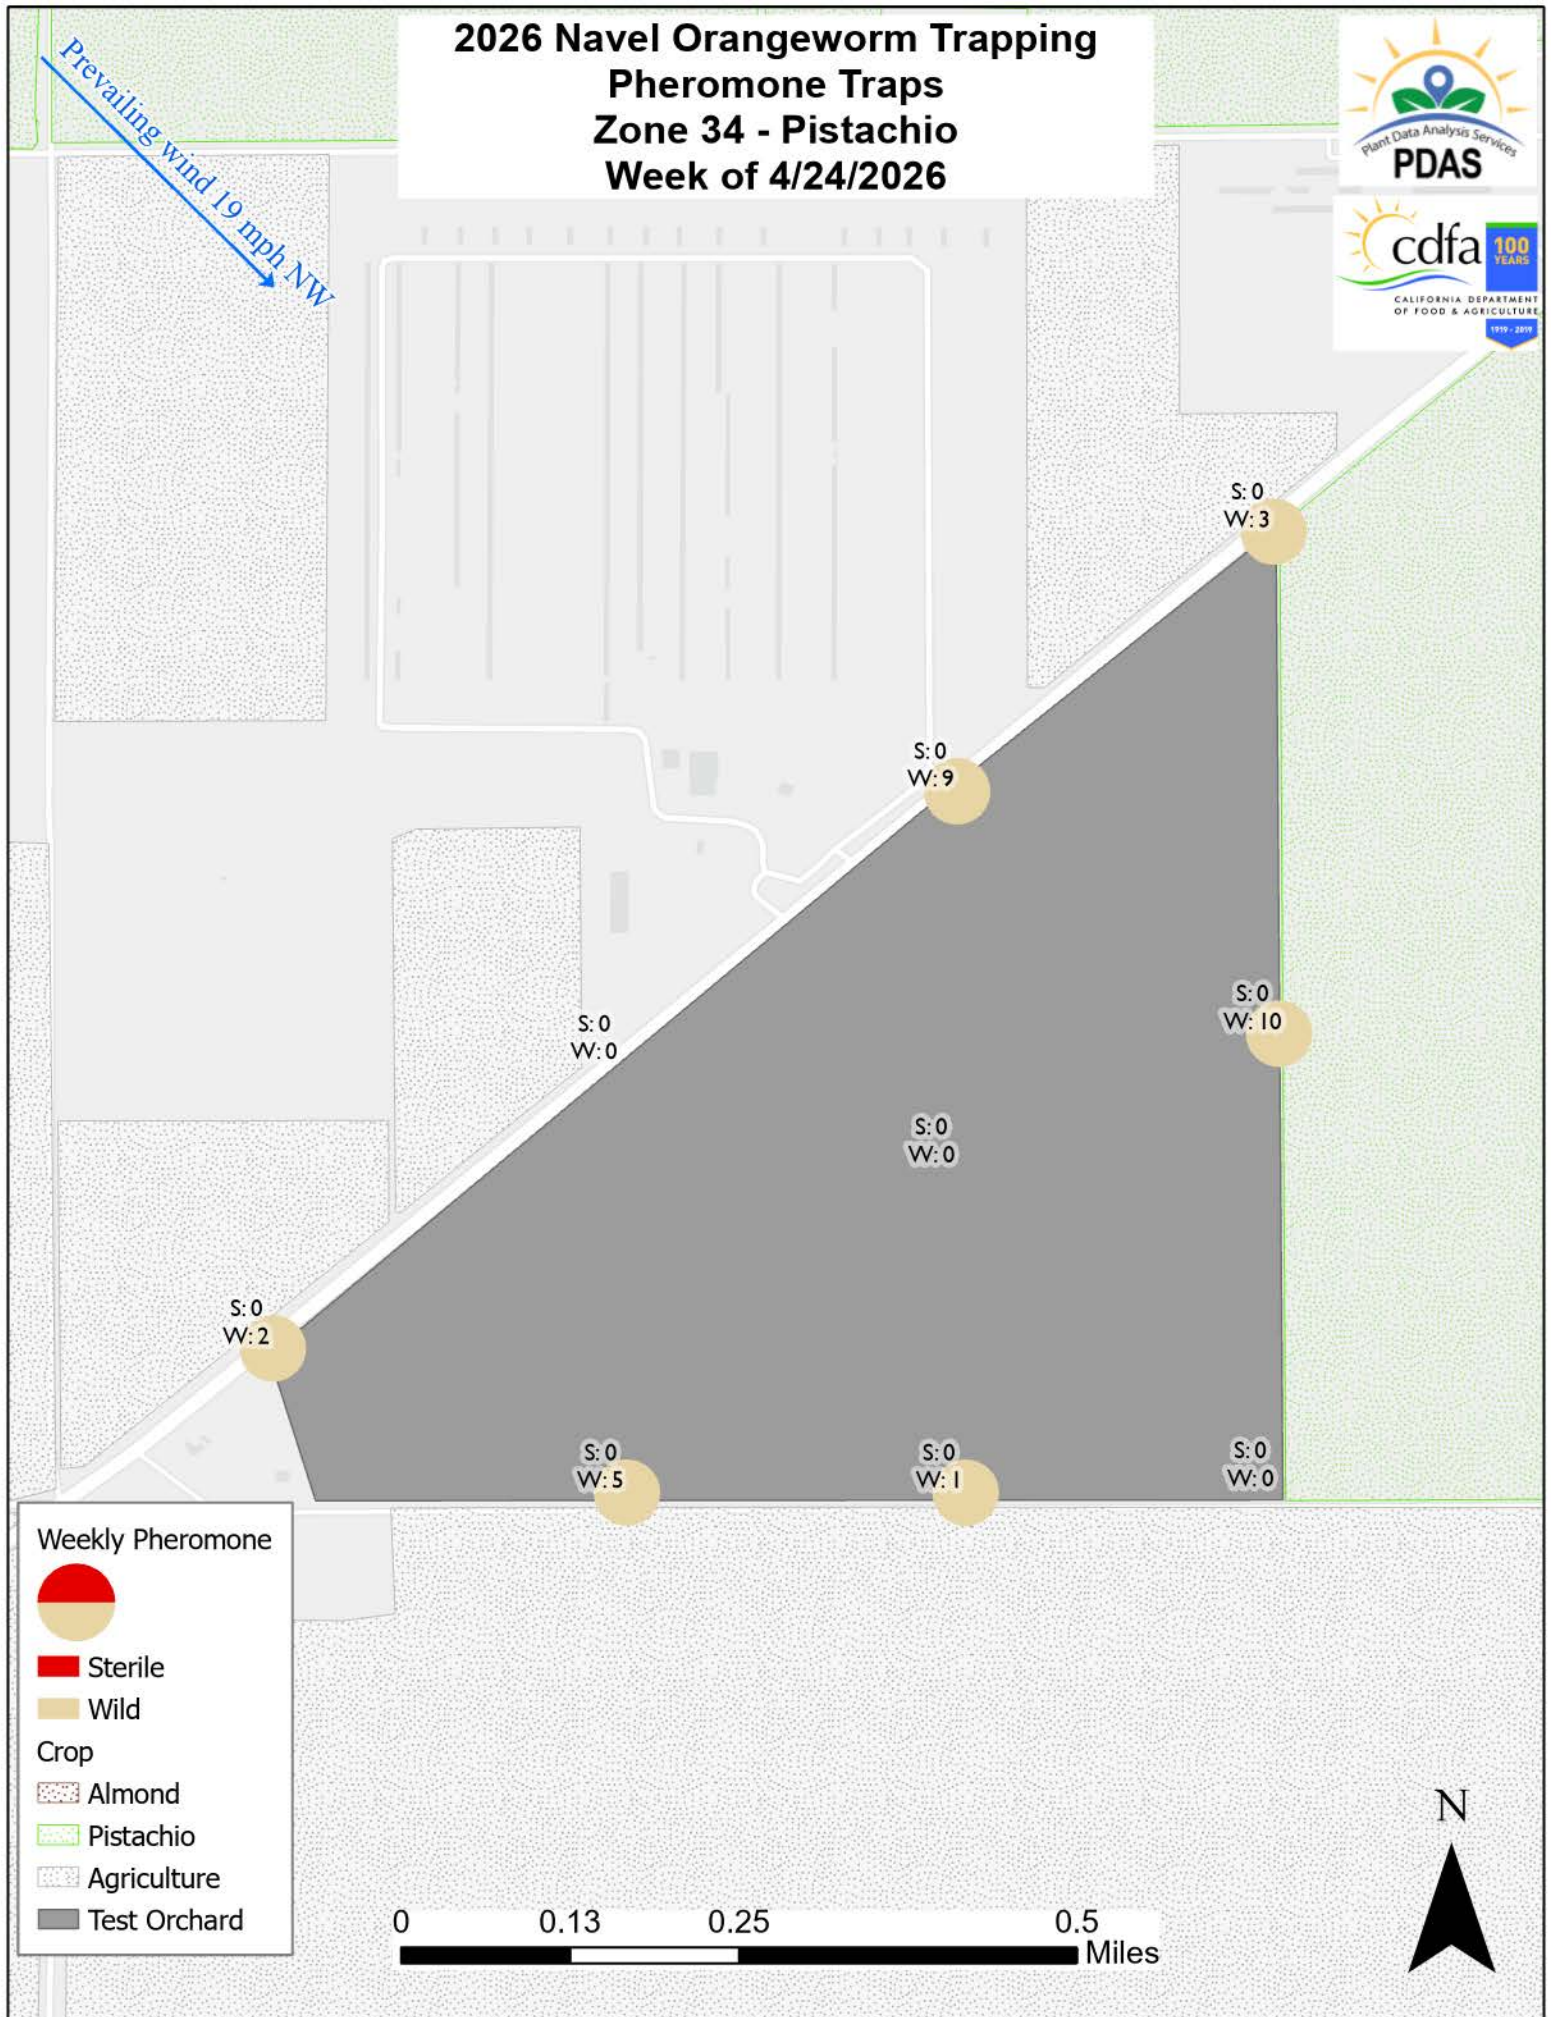 2026 Navel Orangeworm Trapping
Pheromone Traps
Zone 34 - Pistachio
Week of 4/24/2026
Prevailing wind 19 mph NW
Plant Data Analysis Services
PDAS
cdfa
100
YEARS
CALIFORNIA DEPARTMENT
OF FOOD & AGRICULTURE
1919 - 2019
S: 0
W: 3
S: 0
W: 9
S: 0
W: 10
S: 0
W: 0
S: 0
W: 0
S: 0
W: 2
S: 0
W: 5
S: 0
W: 1
S: 0
W: 0
Weekly Pheromone
Sterile
Wild
Crop
Almond
Pistachio
Agriculture
Test Orchard
0 0.13 0.25 0.5
Miles
N